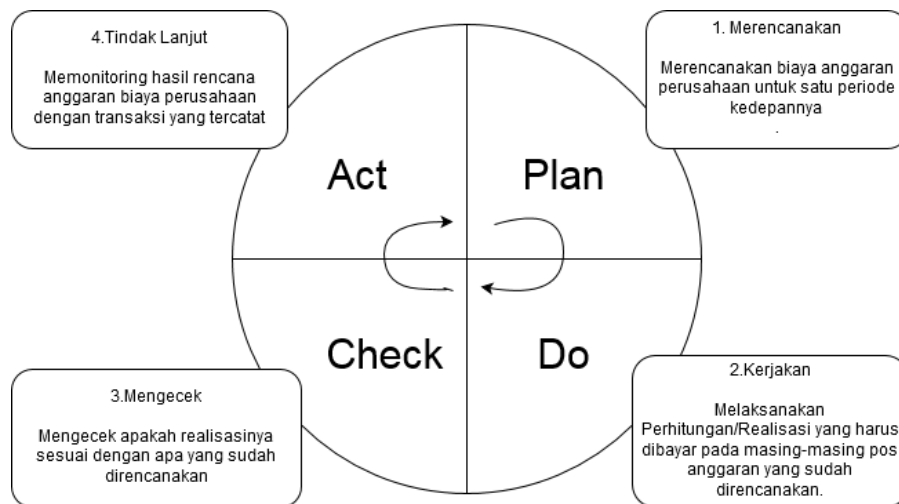 4.Tindak Lanjut
Memonitoring hasil rencana
anggaran biaya perusahaan
dengan transaksi yang tercatat
1. Merencanakan
Merencanakan biaya anggaran
perusahaan untuk satu periode
kedepannya
.
Act
Plan
Check
Do
3.Mengecek
Mengecek apakah realisasinya
sesuai dengan apa yang sudah
direncanakan
2.Kerjakan
Melaksanakan
Perhitungan/Realisasi yang harus
dibayar pada masing-masing pos
anggaran yang sudah
direncanakan.